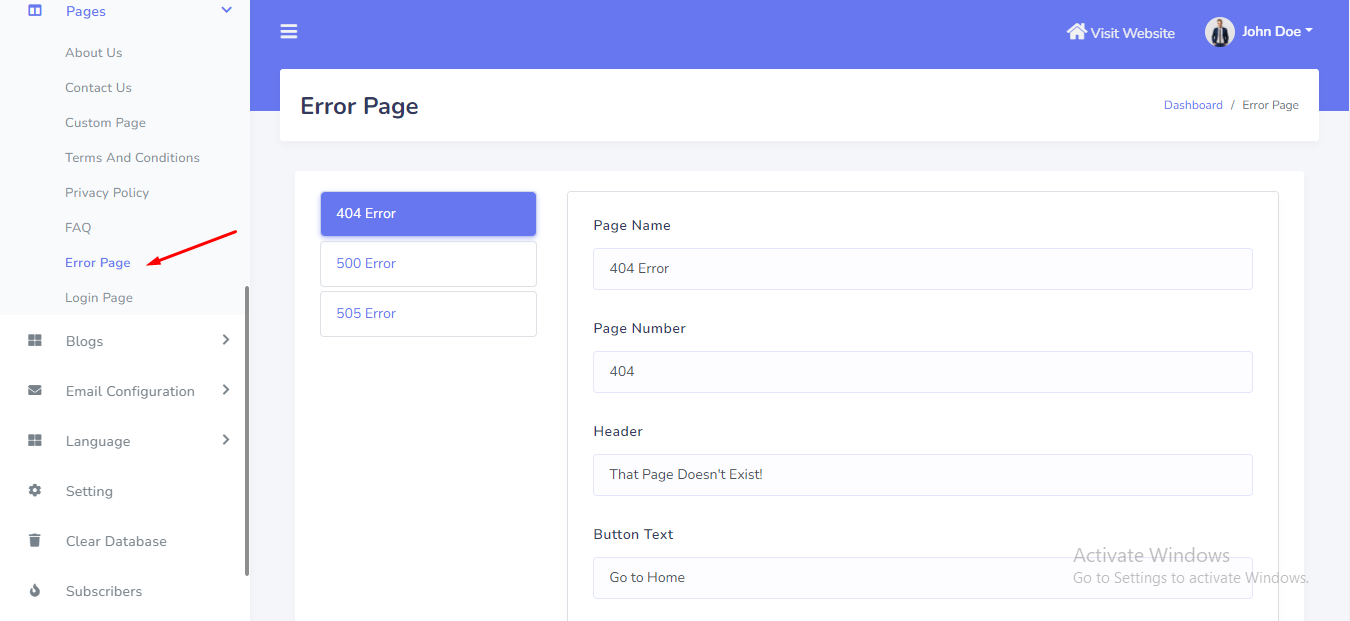 Pages
About Us
Contact Us
Custom Page
Terms And Conditions
Privacy Policy
FAQ
Error Page
Login Page
Blogs
Email Configuration
Language
Setting
Clear Database
Subscribers
Visit Website
John Doe
Error Page
Dashboard / Error Page
404 Error
500 Error
505 Error
Page Name
404 Error
Page Number
404
Header
That Page Doesn't Exist!
Button Text
Go to Home
Activate Windows
Go to Settings to activate Windows.